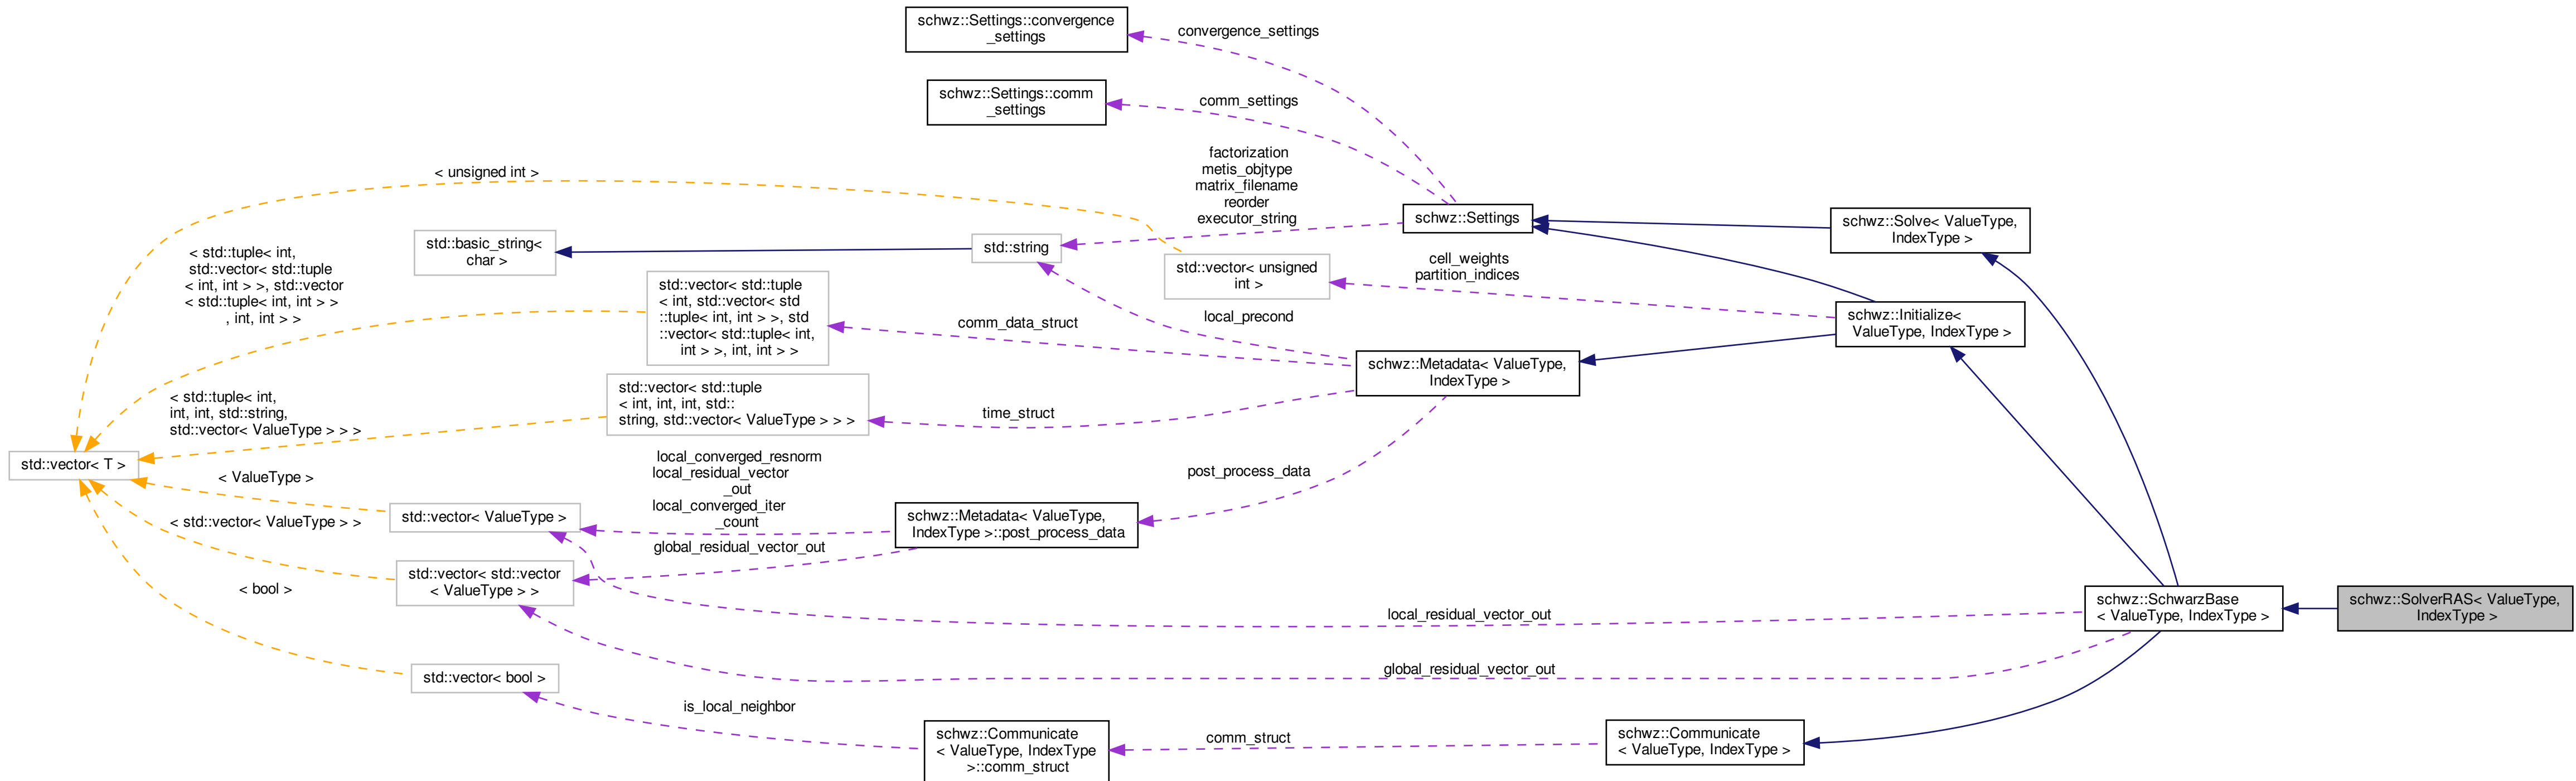 schwz::Settings::convergence
_settings
convergence_settings
schwz::Settings::comm
_settings
comm_settings
factorization
metis_objtype
matrix_filename
reorder
executor_string
< unsigned int >
schwz::Settings
schwz::Solve< ValueType,
IndexType >
std::basic_string<
char >
std::string
< std::tuple< int,
std::vector< std::tuple
< int, int > >, std::vector
< std::tuple< int, int > >
, int, int > >
std::vector< unsigned
int >
cell_weights
partition_indices
std::vector< std::tuple
< int, std::vector< std
::tuple< int, int > >, std
::vector< std::tuple< int,
int > >, int, int > >
comm_data_struct
local_precond
schwz::Initialize<
ValueType, IndexType >
schwz::Metadata< ValueType,
IndexType >
std::vector< std::tuple
< int, int, int, std::
string, std::vector< ValueType > > >
time_struct
< std::tuple< int,
int, int, std::string,
std::vector< ValueType > > >
std::vector< T >
< ValueType >
local_converged_resnorm
local_residual_vector
_out
local_converged_iter
_count
post_process_data
std::vector< ValueType >
schwz::Metadata< ValueType,
IndexType >::post_process_data
< std::vector< ValueType > >
global_residual_vector_out
std::vector< std::vector
< ValueType > >
< bool >
local_residual_vector_out
schwz::SchwarzBase
< ValueType, IndexType >
schwz::SolverRAS< ValueType,
IndexType >
global_residual_vector_out
std::vector< bool >
is_local_neighbor
schwz::Communicate
< ValueType, IndexType
>::comm_struct
comm_struct
schwz::Communicate
< ValueType, IndexType >